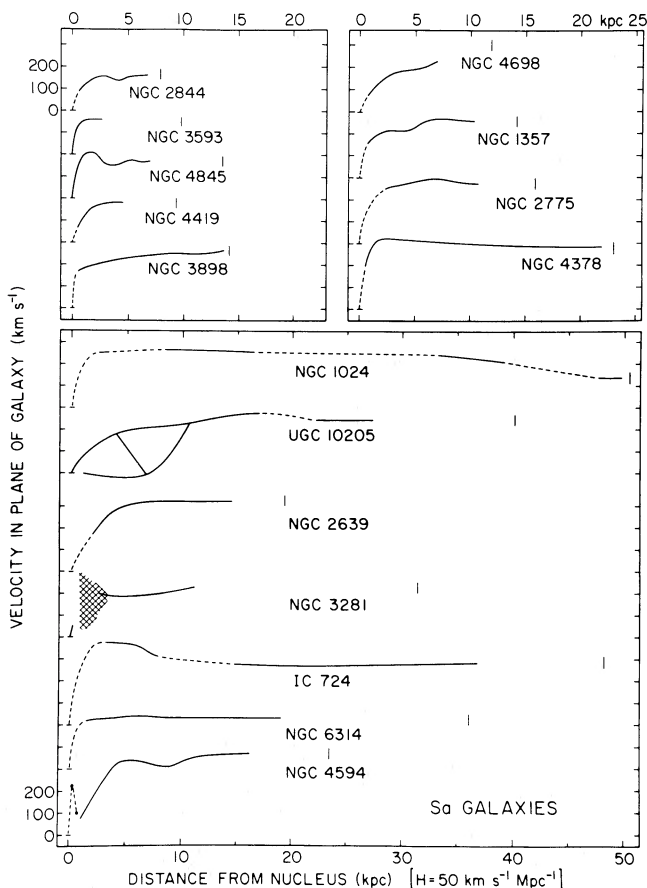 0 5 10 15 20
0 5 10 15 20 kpc 25
200
100
0
NGC 2844
NGC 3593
NGC 4845
NGC 4419
NGC 3898
NGC 4698
NGC 1357
NGC 2775
NGC 4378
VELOCITY IN PLANE OF GALAXY (km s⁻¹)
NGC 1024
UGC 10205
NGC 2639
NGC 3281
IC 724
NGC 6314
NGC 4594
200
100
0
Sa GALAXIES
0 10 20 30 40 50
DISTANCE FROM NUCLEUS (kpc) [H=50 km s⁻¹ Mpc⁻¹]